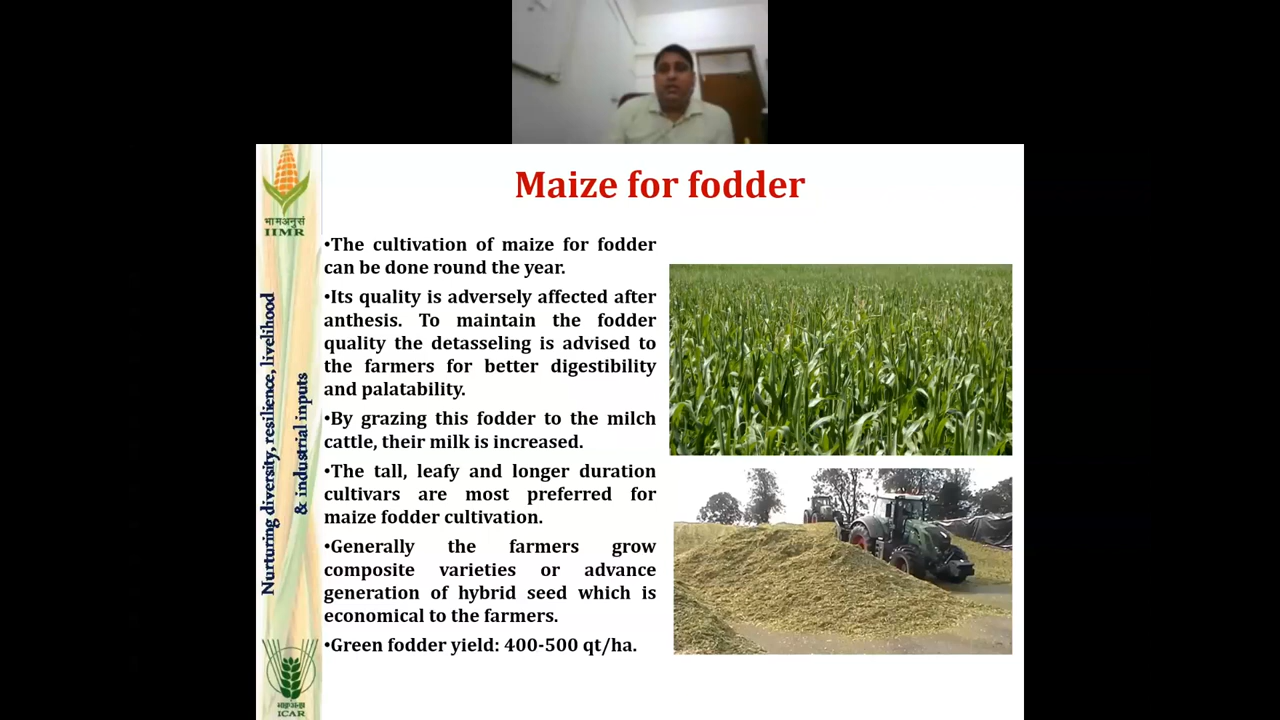 Maize for fodder
भामअनुसं
IIMR
Nurturing diversity, resilience, livelihood
& industrial inputs
•The cultivation of maize for fodder
can be done round the year.
•Its quality is adversely affected after
anthesis. To maintain the fodder
quality the detasseling is advised to
the farmers for better digestibility
and palatability.
•By grazing this fodder to the milch
cattle, their milk is increased.
•The tall, leafy and longer duration
cultivars are most preferred for
maize fodder cultivation.
•Generally the farmers grow
composite varieties or advance
generation of hybrid seed which is
economical to the farmers.
•Green fodder yield: 400-500 qt/ha.
ICAR